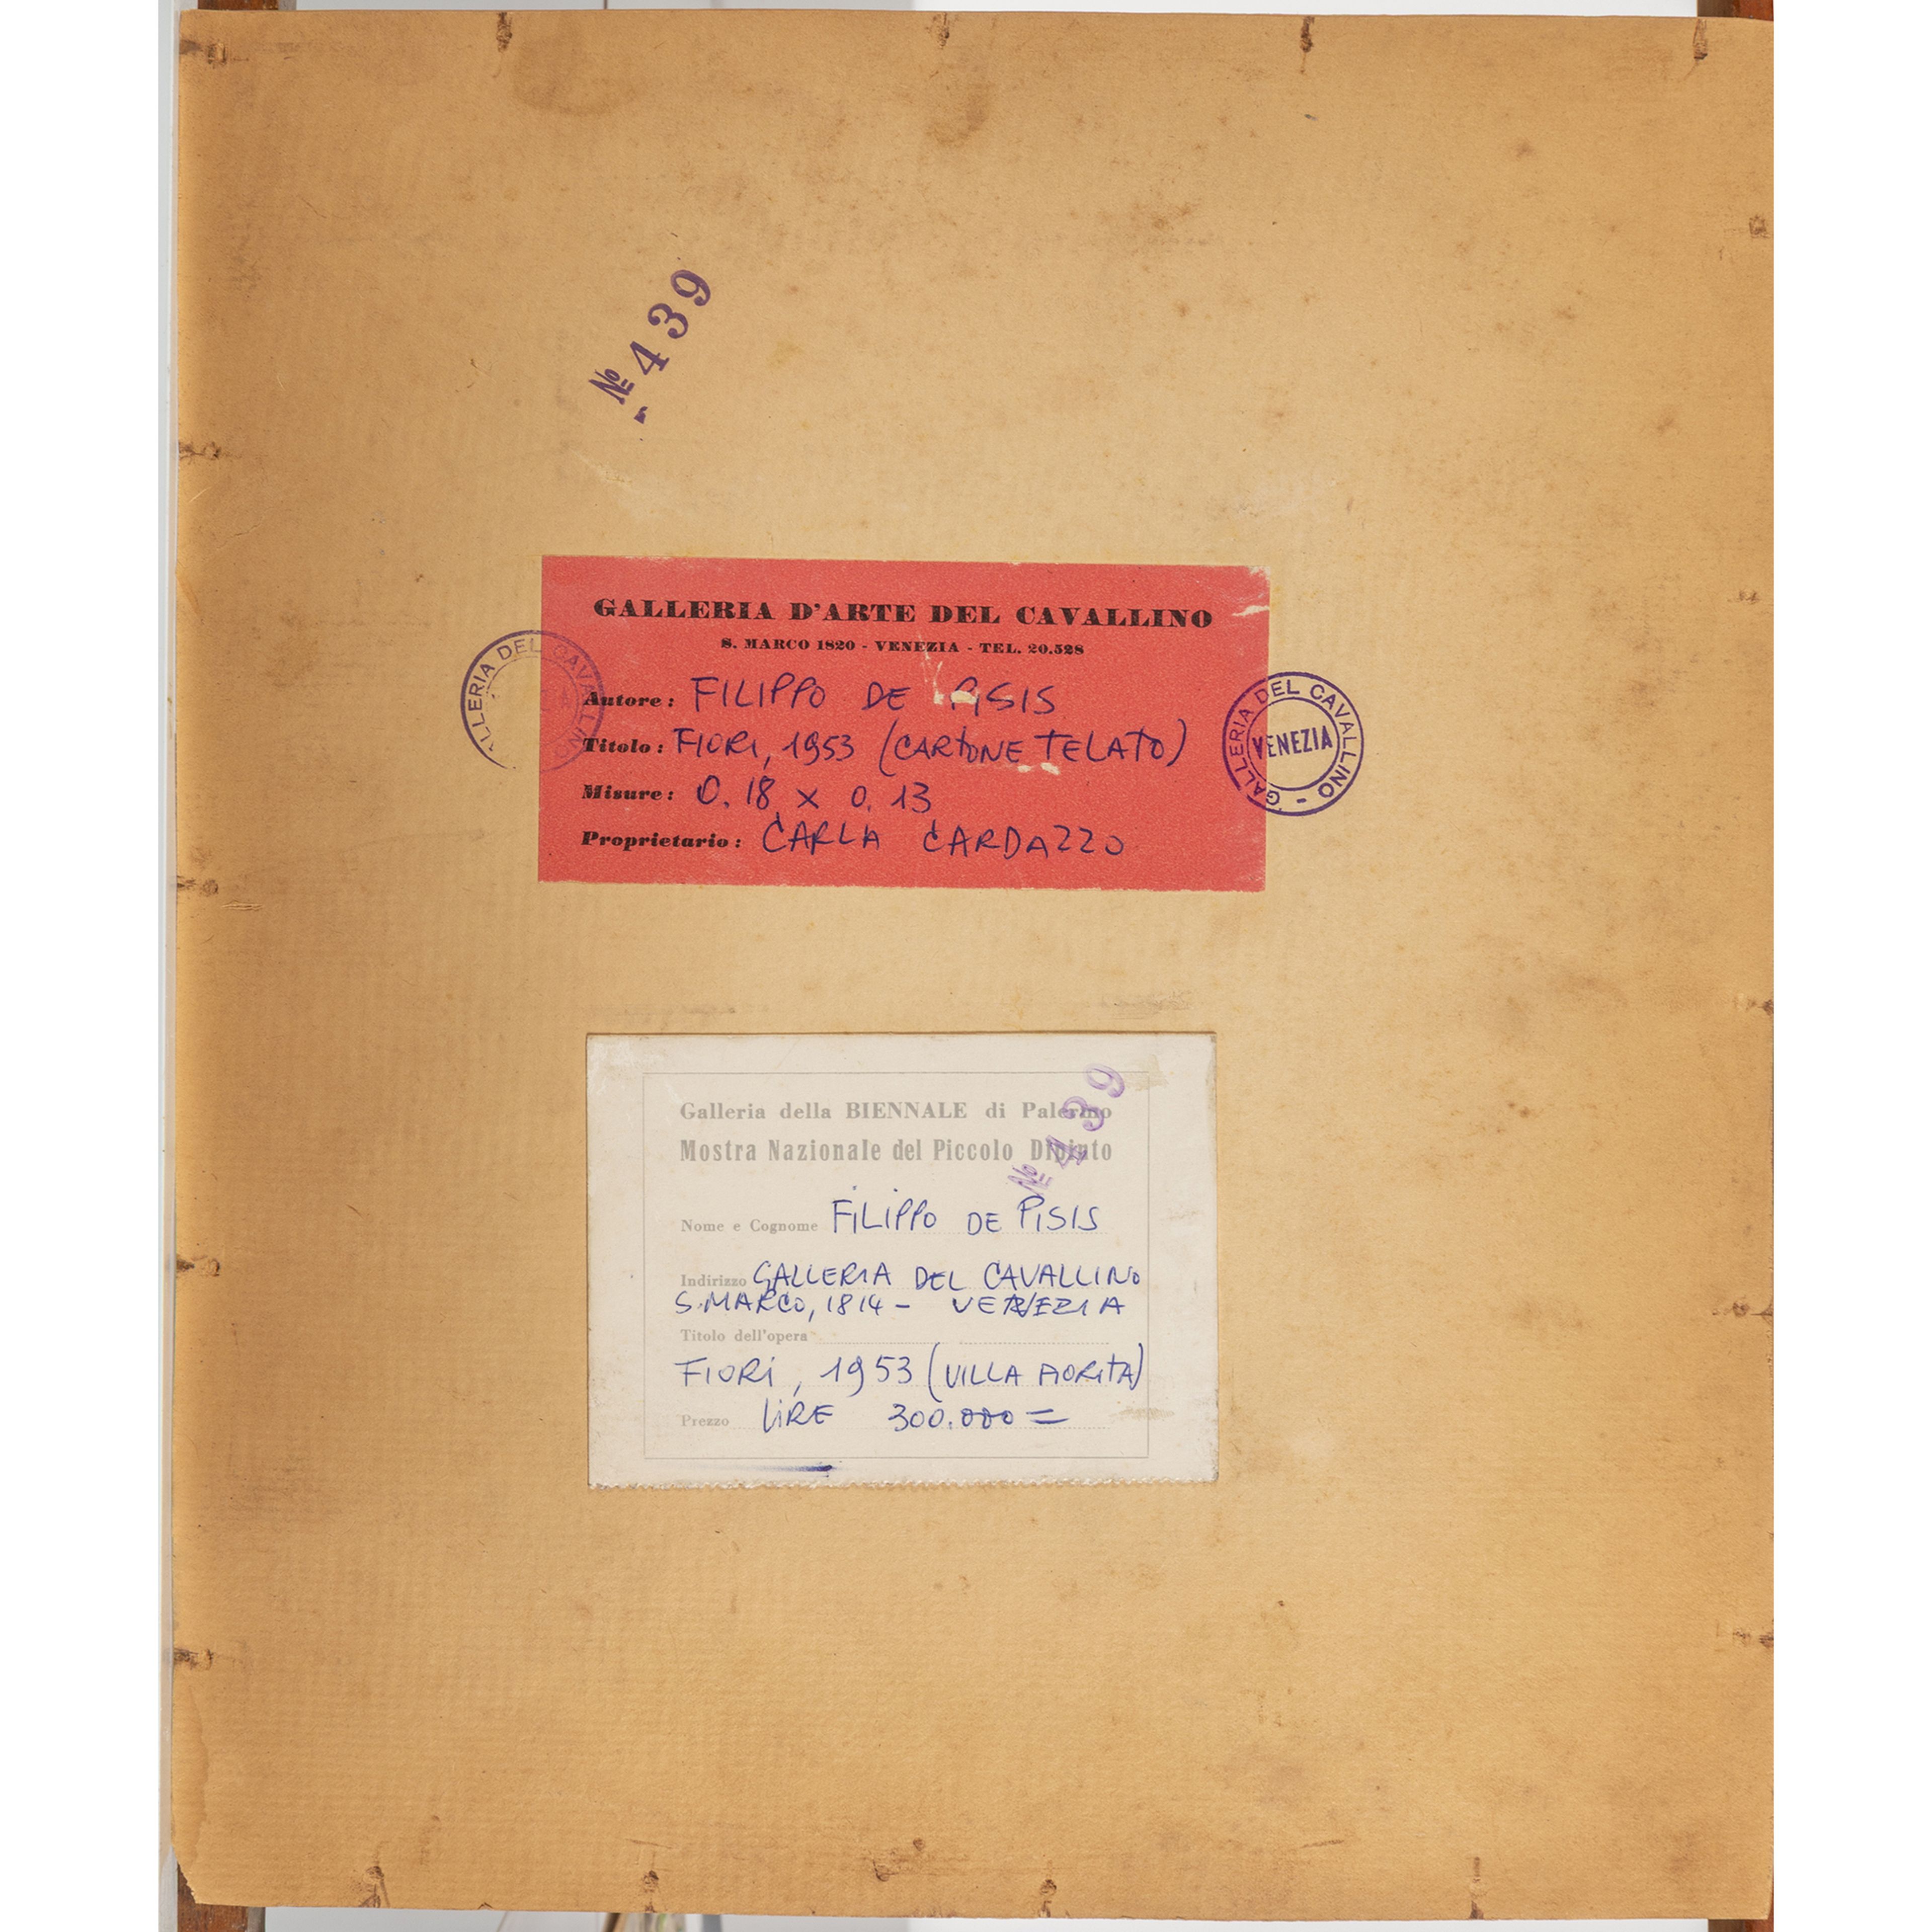 № 439
GALLERIA D'ARTE DEL CAVALLINO
S. MARCO 1820 - VENEZIA - TEL. 20.528
Autore: FILIPPO DE PISIS
Titolo: FIORI, 1953 (CARTONE TELATO)
Misure: 0.18 x 0.13
Proprietario: CARLA CARDAZZO
ALLERIA DEL CAVALLINO
GALLERIA DEL CAVALLINO -
VENEZIA
№ 439
Galleria della BIENNALE di Palermo
Mostra Nazionale del Piccolo Dipinto
Nome e Cognome FILIPPO DE PISIS
Indirizzo GALLERIA DEL CAVALLINO
S. MARCO, 1814 - VENEZIA
Titolo dell'opera
FIORI, 1953 (VILLA FIORITA)
Prezzo LIRE 300.000=